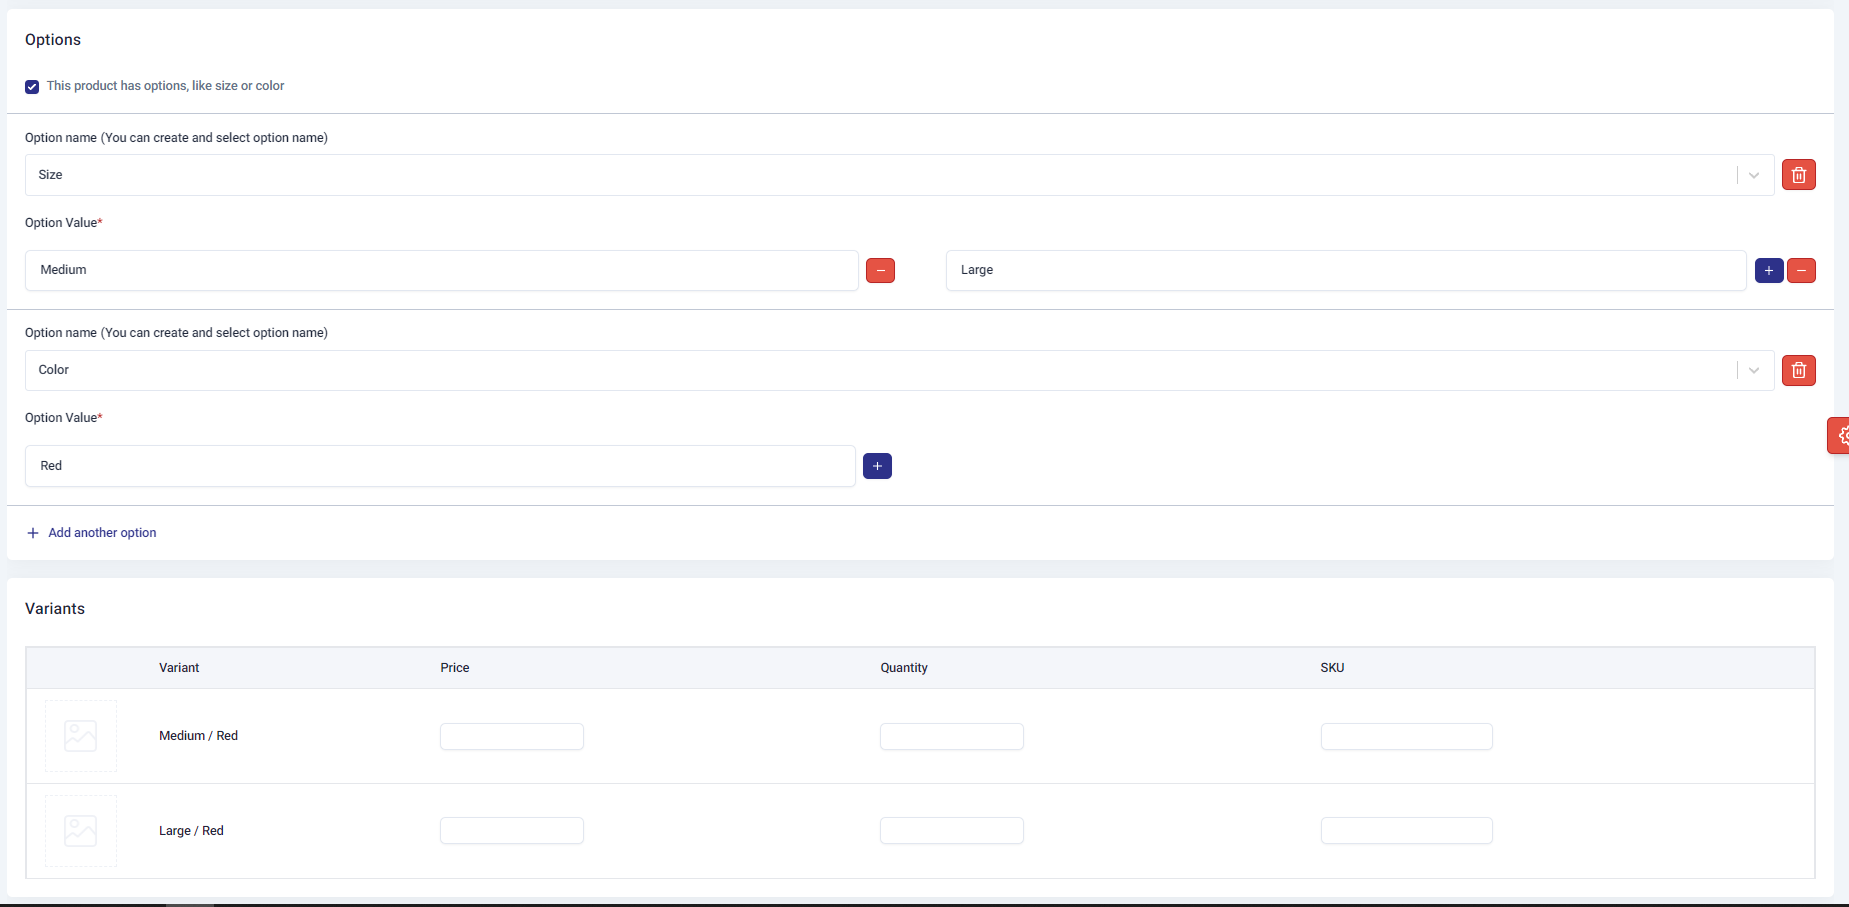 Options
This product has options, like size or color
Option name (You can create and select option name)
Size
Option Value*
Medium
Large
Option name (You can create and select option name)
Color
Option Value*
Red
Add another option
Variants
Variant Price Quantity SKU
Medium / Red
Large / Red